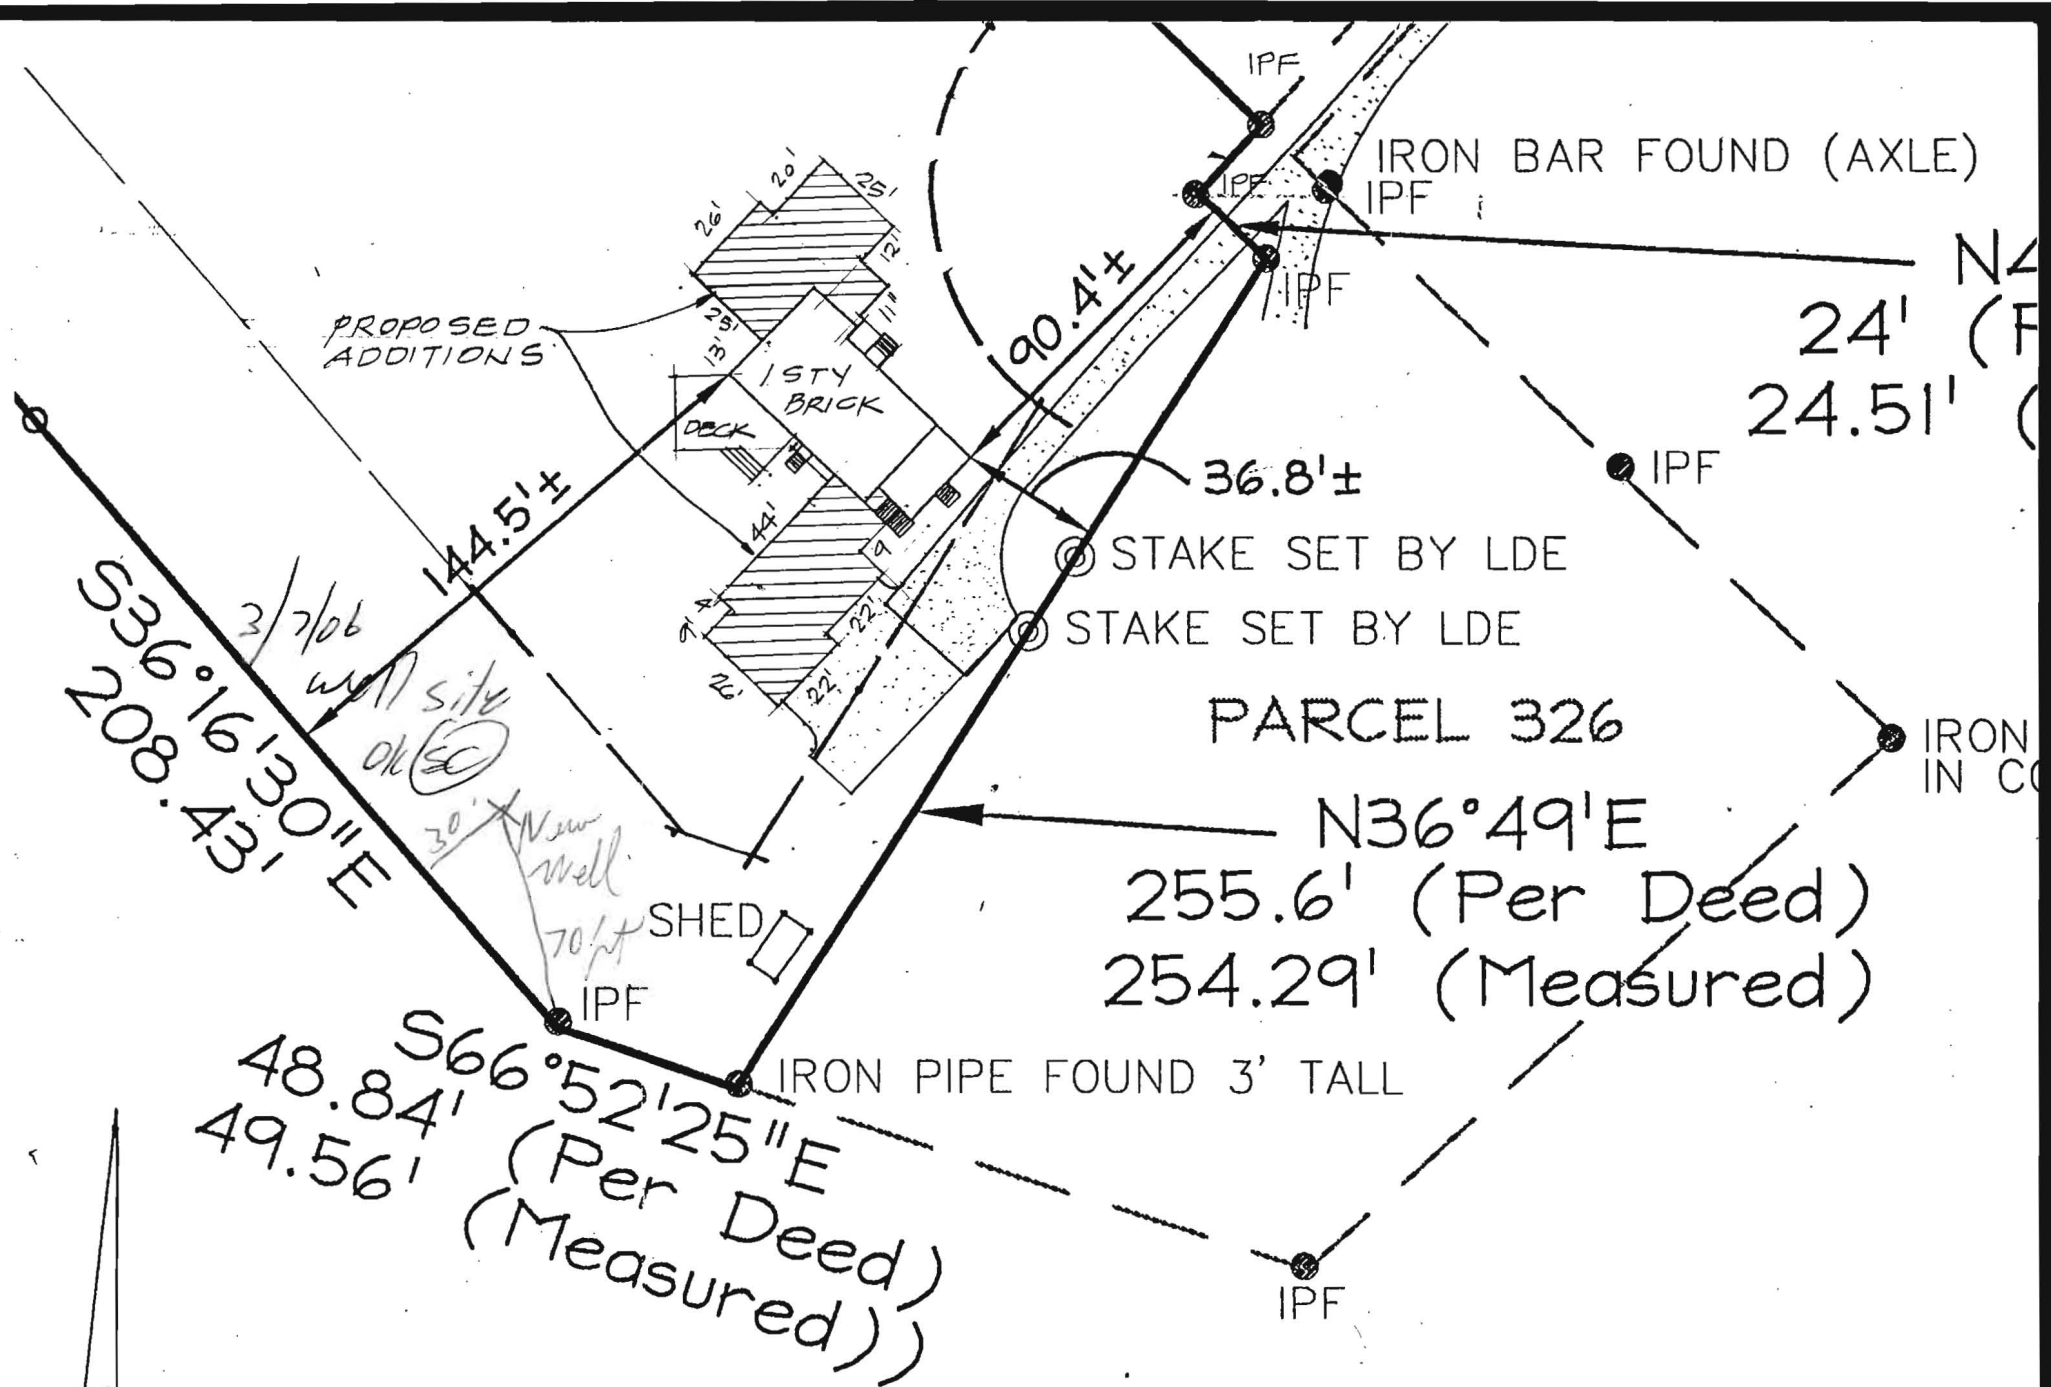 IPF
IRON BAR FOUND (AXLE)
IPF
IPF
IPF
N4
24' (F
24.51' (
20'
25'
26'
12'
11"
25'
13'
PROPOSED
ADDITIONS
1 STY
BRICK
DECK
90.4'±
36.8'±
IPF
144.5'±
44'
9
STAKE SET BY LDE
STAKE SET BY LDE
4
9'
22'
22'
26'
S36°16'30"E
208.43'
3/7/06
well site
ok SC
30'
New
Well
70 ft
PARCEL 326
IRON
IN CO
N36°49'E
255.6' (Per Deed)
254.29' (Measured)
SHED
IPF
IRON PIPE FOUND 3' TALL
S66°52'25"E
48.84' (Per Deed)
49.56' (Measured))
IPF